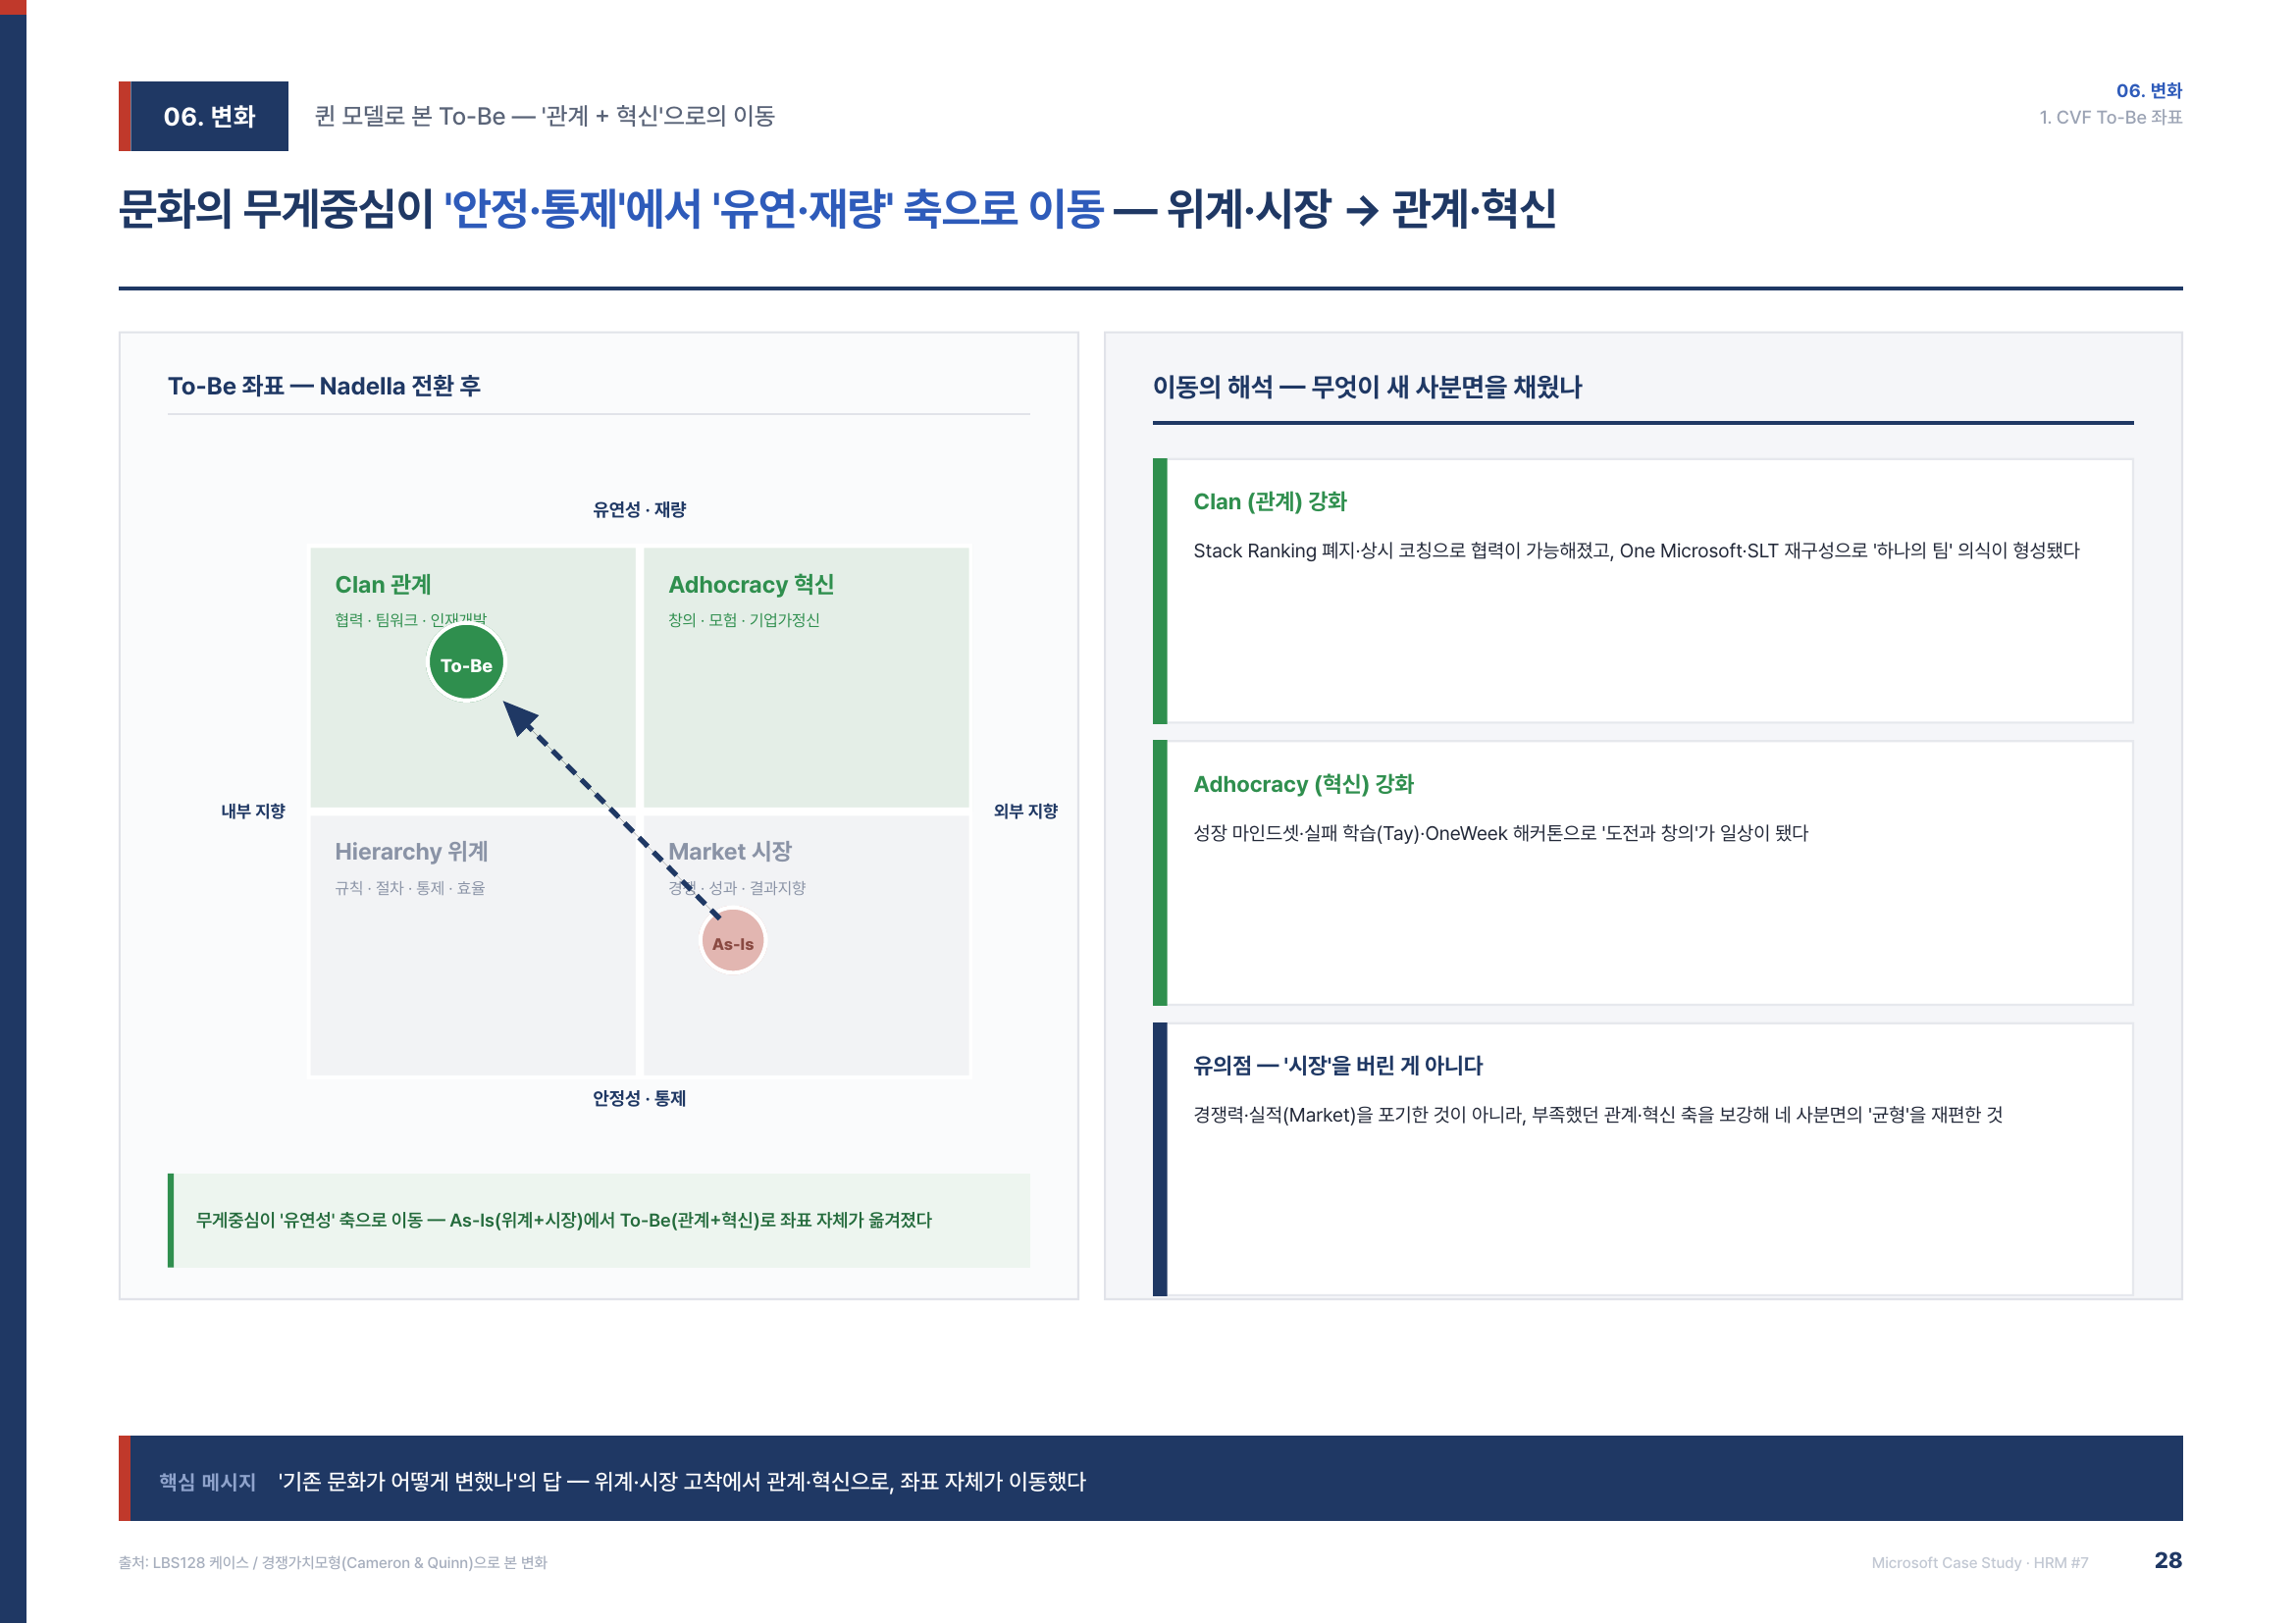 06. 변화
퀸 모델로 본 To-Be — '관계 + 혁신'으로의 이동
06. 변화
1. CVF To-Be 좌표
문화의 무게중심이 '안정·통제'에서 '유연·재량' 축으로 이동 — 위계·시장 → 관계·혁신
To-Be 좌표 — Nadella 전환 후
유연성 · 재량
Clan 관계
협력 · 팀워크 · 인재개발
Adhocracy 혁신
창의 · 모험 · 기업가정신
To-Be
내부 지향
외부 지향
Hierarchy 위계
규칙 · 절차 · 통제 · 효율
Market 시장
경쟁 · 성과 · 결과지향
As-Is
안정성 · 통제
무게중심이 '유연성' 축으로 이동 — As-Is(위계+시장)에서 To-Be(관계+혁신)로 좌표 자체가 옮겨졌다
이동의 해석 — 무엇이 새 사분면을 채웠나
Clan (관계) 강화
Stack Ranking 폐지·상시 코칭으로 협력이 가능해졌고, One Microsoft·SLT 재구성으로 '하나의 팀' 의식이 형성됐다
Adhocracy (혁신) 강화
성장 마인드셋·실패 학습(Tay)·OneWeek 해커톤으로 '도전과 창의'가 일상이 됐다
유의점 — '시장'을 버린 게 아니다
경쟁력·실적(Market)을 포기한 것이 아니라, 부족했던 관계·혁신 축을 보강해 네 사분면의 '균형'을 재편한 것
핵심 메시지 '기존 문화가 어떻게 변했나'의 답 — 위계·시장 고착에서 관계·혁신으로, 좌표 자체가 이동했다
출처: LBS128 케이스 / 경쟁가치모형(Cameron & Quinn)으로 본 변화
Microsoft Case Study · HRM #7
28